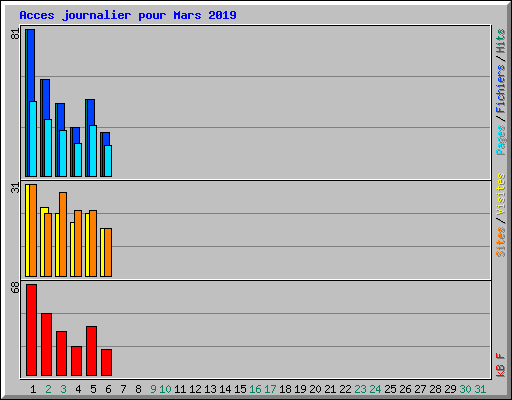 Acces journalier pour Mars 2019
81
31
68
Pages / Fichiers / Hits
Sites / Visites
kB F
1 2 3 4 5 6 7 8 9 10 11 12 13 14 15 16 17 18 19 20 21 22 23 24 25 26 27 28 29 30 31